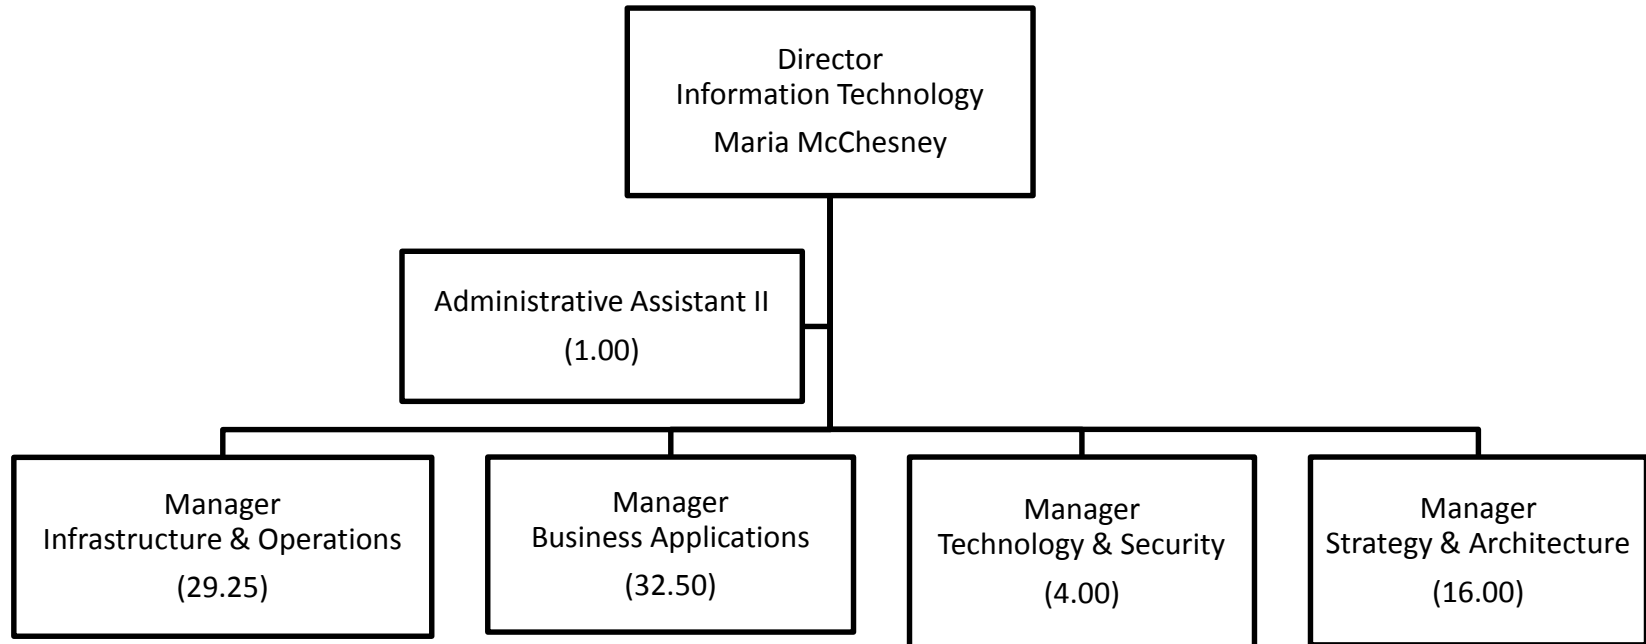 Director
Information Technology
Maria McChesney
Administrative Assistant II
(1.00)
Manager
Infrastructure & Operations
(29.25)
Manager
Business Applications
(32.50)
Manager
Technology & Security
(4.00)
Manager
Strategy & Architecture
(16.00)